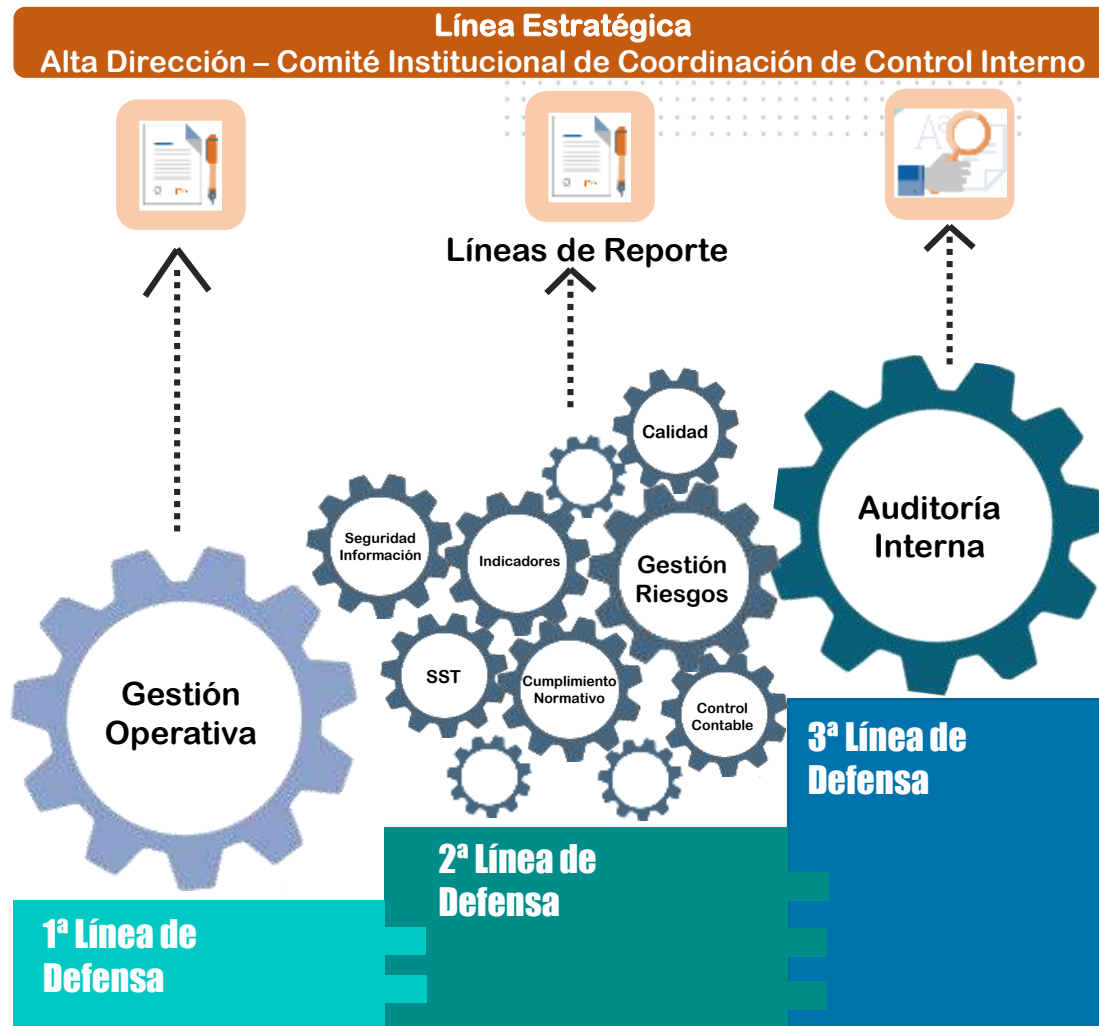 Línea Estratégica
Alta Dirección – Comité Institucional de Coordinación de Control Interno
Líneas de Reporte
Calidad
Seguridad
Información
Indicadores
Gestión
Riesgos
Auditoría
Interna
SST
Cumplimiento
Normativo
Control
Contable
Gestión
Operativa
3ª Línea de
Defensa
2ª Línea de
Defensa
1ª Línea de
Defensa